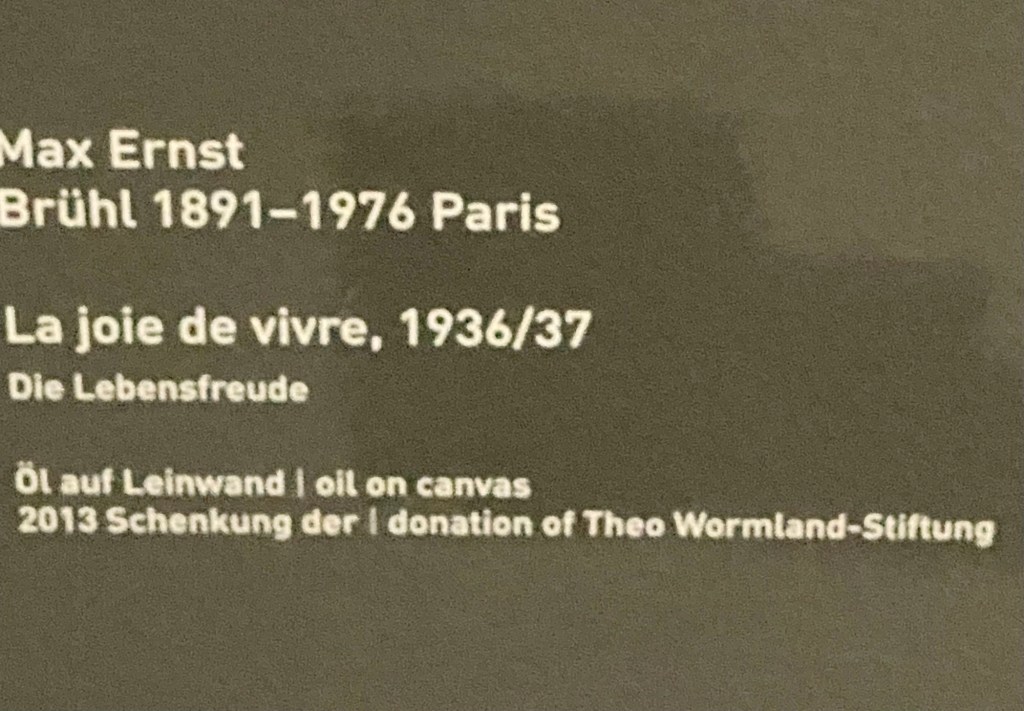 Max Ernst
Brühl 1891–1976 Paris
La joie de vivre, 1936/37
Die Lebensfreude
Öl auf Leinwand | oil on canvas
2013 Schenkung der | donation of Theo Wormland-Stiftung